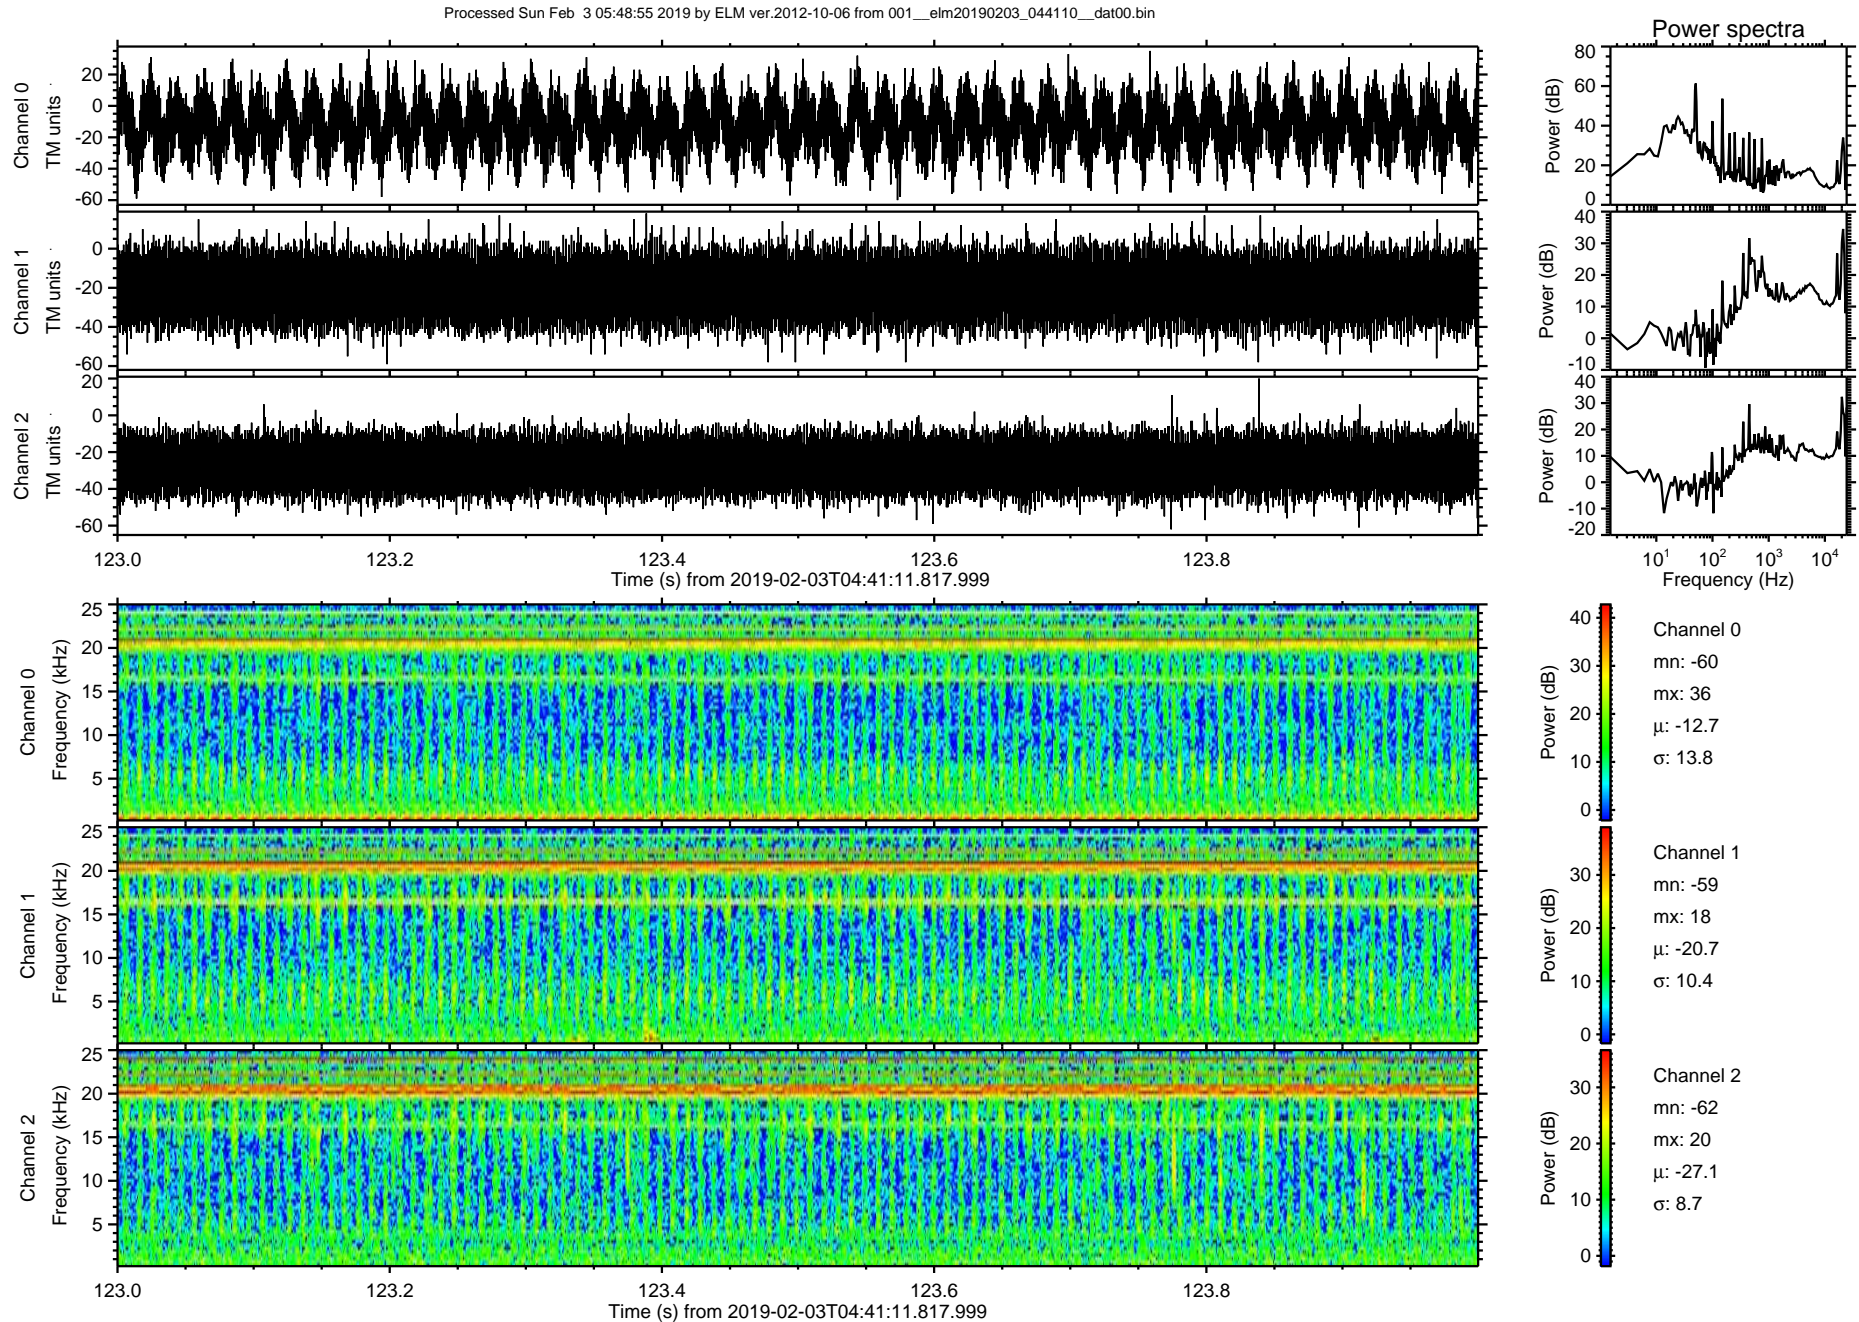 Processed Sun Feb  3 05:48:55 2019 by ELM ver.2012-10-06 from 001__elm20190203_044110__dat00.bin
Power spectra
Channel 0
TM units
20
0
-20
-40
-60
Power (dB)
80
60
40
20
0
Channel 1
TM units
0
-20
-40
-60
Power (dB)
40
30
20
10
0
-10
Channel 2
TM units
20
0
-20
-40
-60
Power (dB)
40
30
20
10
0
-10
-20
123.0 123.2 123.4 123.6 123.8
Time (s) from 2019-02-03T04:41:11.817.999
10¹ 10² 10³ 10⁴
Frequency (Hz)
Channel 0
Frequency (kHz)
25
20
15
10
5
Power (dB)
40
30
20
10
0
Channel 0
mn: -60
mx: 36
μ: -12.7
σ: 13.8
Channel 1
Frequency (kHz)
25
20
15
10
5
Power (dB)
30
20
10
0
Channel 1
mn: -59
mx: 18
μ: -20.7
σ: 10.4
Channel 2
Frequency (kHz)
25
20
15
10
5
Power (dB)
30
20
10
0
Channel 2
mn: -62
mx: 20
μ: -27.1
σ: 8.7
123.0 123.2 123.4 123.6 123.8
Time (s) from 2019-02-03T04:41:11.817.999